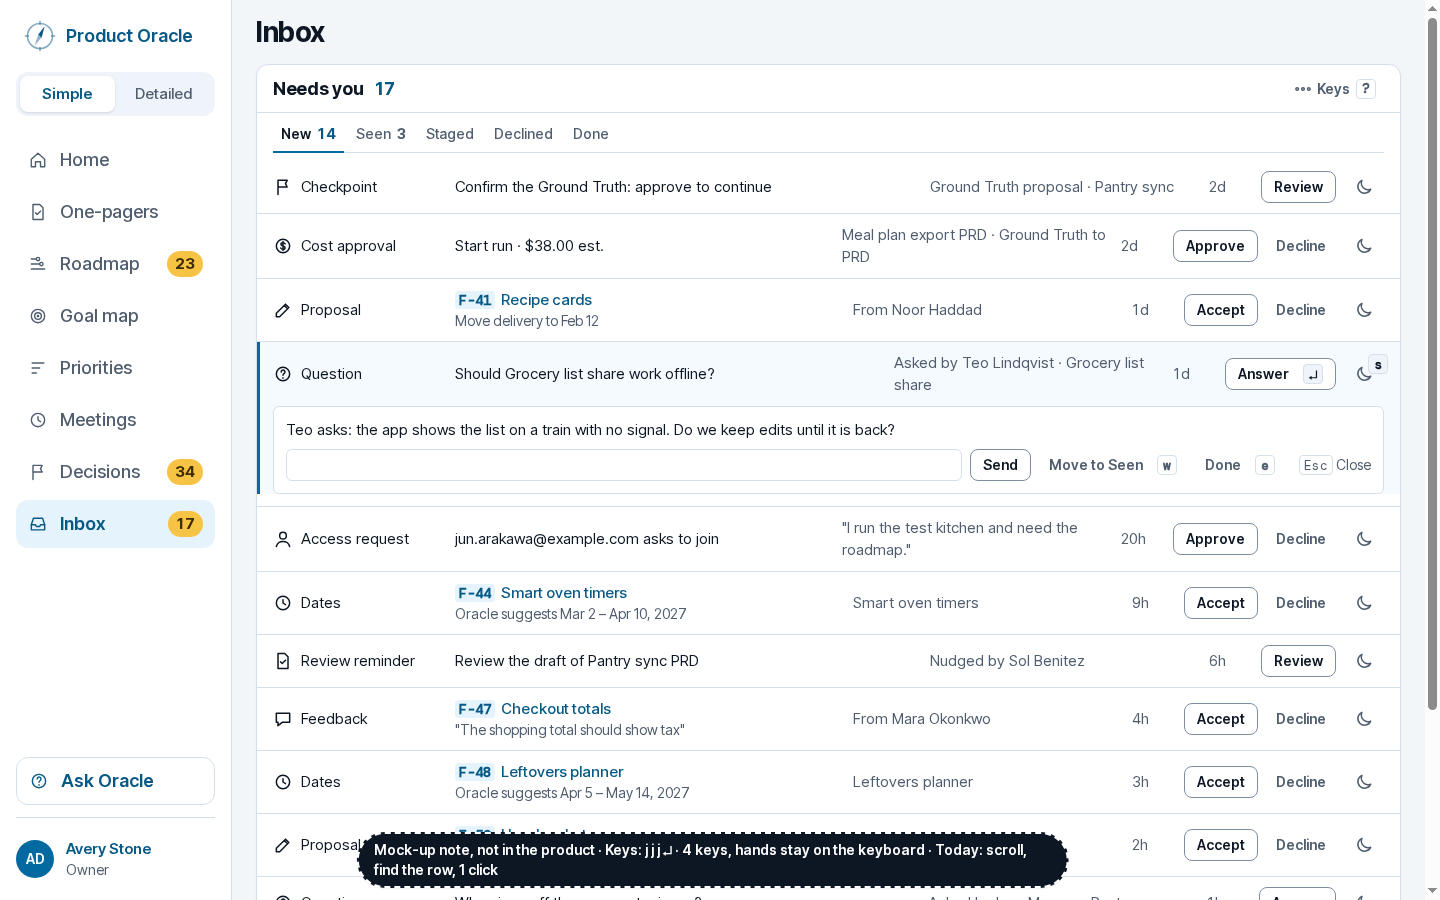 Product Oracle
Simple Detailed
Home
One-pagers
Roadmap 23
Goal map
Priorities
Meetings
Decisions 34
Inbox 17
Ask Oracle
AD Avery Stone
Owner
Inbox
Needs you 17 ••• Keys ?
New 14 Seen 3 Staged Declined Done
Checkpoint Confirm the Ground Truth: approve to continue Ground Truth proposal · Pantry sync 2d Review
Cost approval Start run · $38.00 est. Meal plan export PRD · Ground Truth to PRD 2d Approve Decline
Proposal F-41 Recipe cards From Noor Haddad 1d Accept Decline
Move delivery to Feb 12
Question Should Grocery list share work offline? Asked by Teo Lindqvist · Grocery list share 1d Answer ↵ s
Teo asks: the app shows the list on a train with no signal. Do we keep edits until it is back?
Send Move to Seen w Done e Esc Close
Access request jun.arakawa@example.com asks to join "I run the test kitchen and need the roadmap." 20h Approve Decline
Dates F-44 Smart oven timers Smart oven timers 9h Accept Decline
Oracle suggests Mar 2 – Apr 10, 2027
Review reminder Review the draft of Pantry sync PRD Nudged by Sol Benitez 6h Review
Feedback F-47 Checkout totals From Mara Okonkwo 4h Accept Decline
"The shopping total should show tax"
Dates F-48 Leftovers planner Leftovers planner 3h Accept Decline
Oracle suggests Apr 5 – May 14, 2027
Proposal 2h Accept Decline
Mock-up note, not in the product · Keys: j j j ↵ · 4 keys, hands stay on the keyboard · Today: scroll,
find the row, 1 click